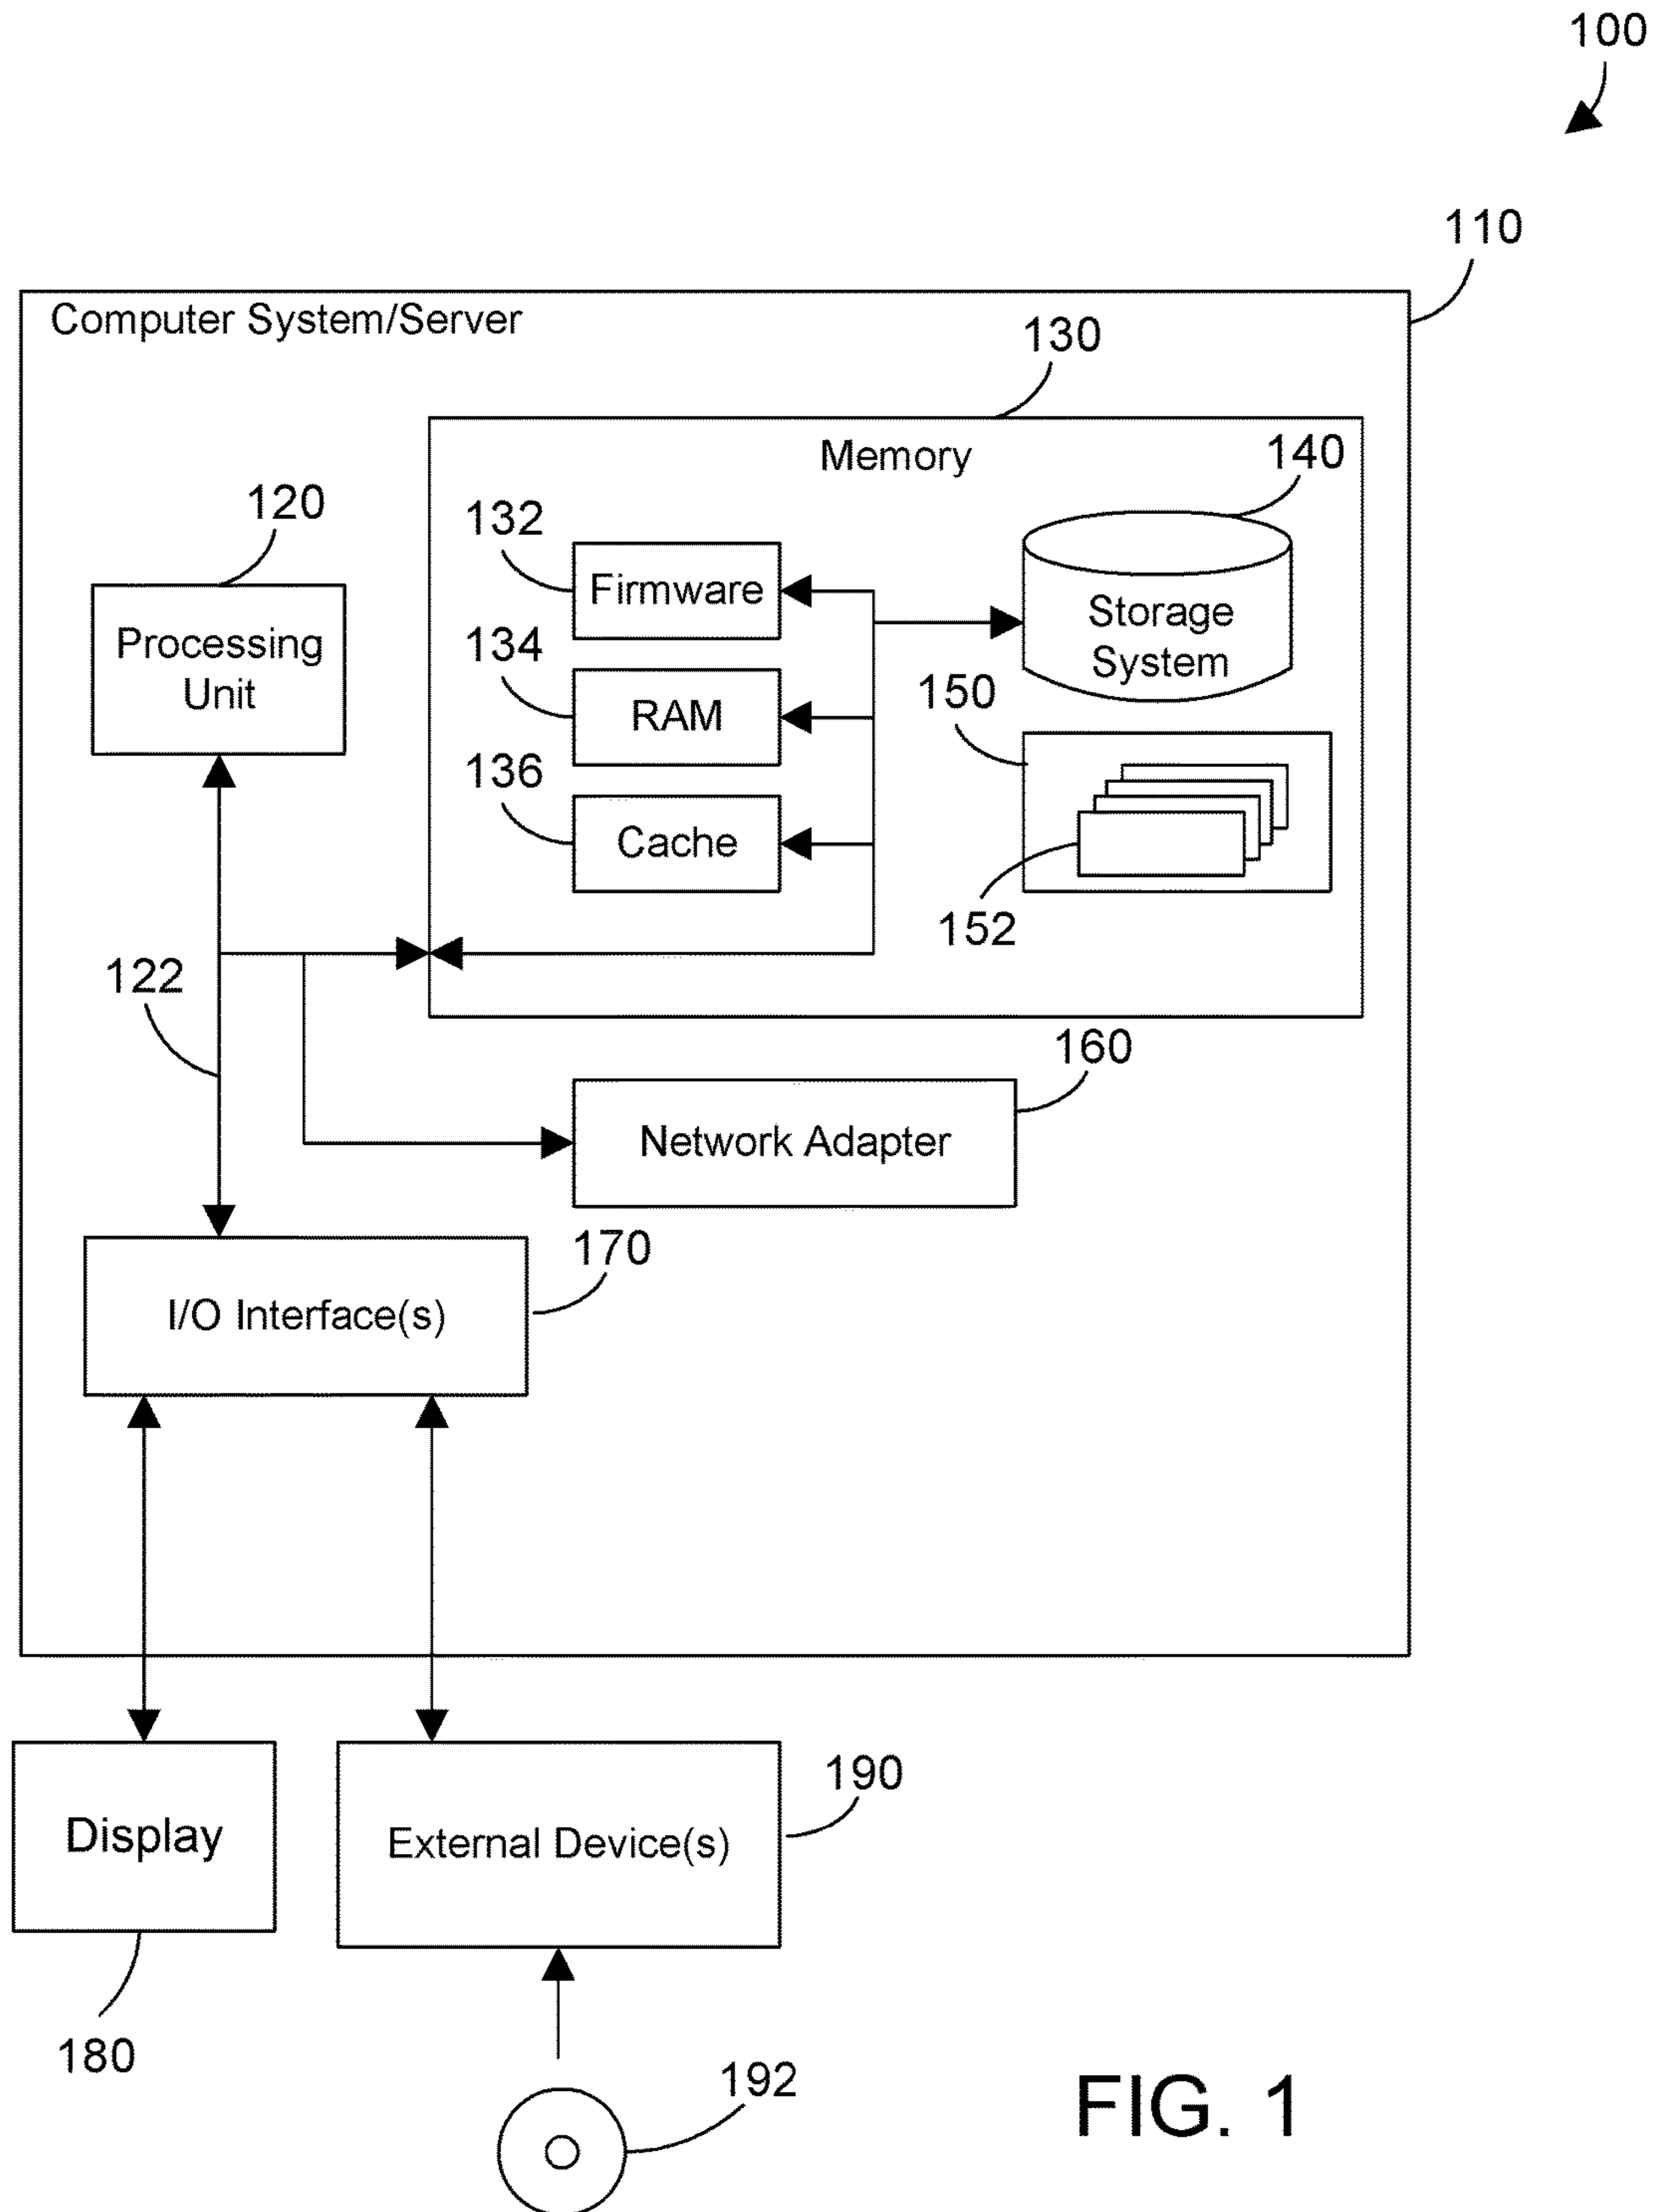 100
110
Computer System/Server
130
Memory
140
120
132
Firmware
Processing
Unit
Storage
System
134
RAM
150
136
Cache
152
122
160
Network Adapter
170
I/O Interface(s)
190
Display
External Device(s)
180
192
FIG. 1